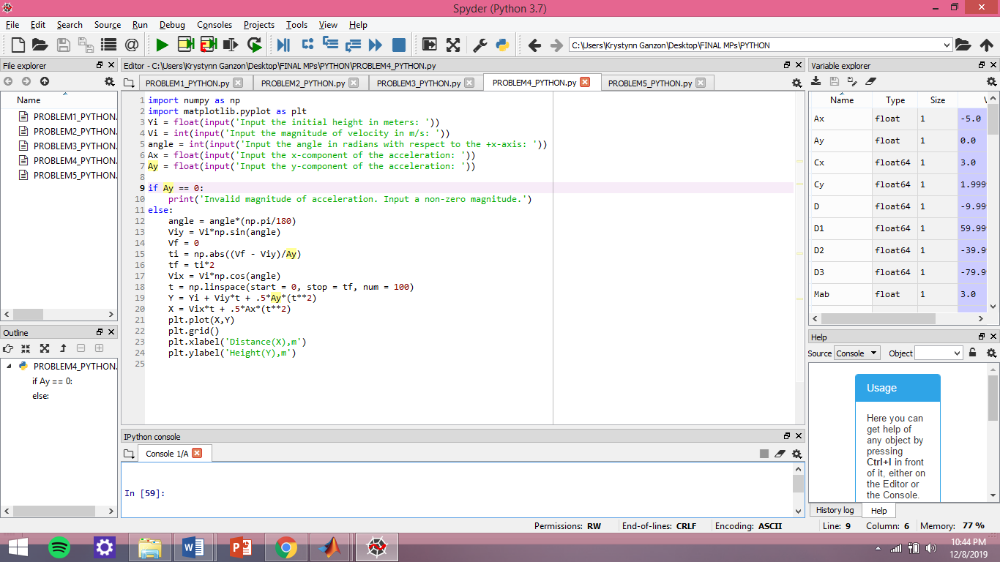 Spyder (Python 3.7)
File Edit Search Source Run Debug Consoles Projects Tools View Help
C:\Users\Krystynn Ganzon\Desktop\FINAL MPs\PYTHON
File explorer
Name
PROBLEM1_PYTHON.
PROBLEM2_PYTHON.
PROBLEM3_PYTHON.
PROBLEM4_PYTHON.
PROBLEM5_PYTHON.
Outline
PROBLEM4_PYTHON.
if Ay == 0:
else:
Editor - C:\Users\Krystynn Ganzon\Desktop\FINAL MPs\PYTHON\PROBLEM4_PYTHON.py
PROBLEM1_PYTHON.py PROBLEM2_PYTHON.py PROBLEM3_PYTHON.py PROBLEM4_PYTHON.py PROBLEM5_PYTHON.py
1 import numpy as np
2 import matplotlib.pyplot as plt
3 Yi = float(input('Input the initial height in meters: '))
4 Vi = int(input('Input the magnitude of velocity in m/s: '))
5 angle = int(input('Input the angle in radians with respect to the +x-axis: '))
6 Ax = float(input('Input the x-component of the acceleration: '))
7 Ay = float(input('Input the y-component of the acceleration: '))
8
9 if Ay == 0:
10     print('Invalid magnitude of acceleration. Input a non-zero magnitude.')
11 else:
12     angle = angle*(np.pi/180)
13     Viy = Vi*np.sin(angle)
14     Vf = 0
15     ti = np.abs((Vf - Viy)/Ay)
16     tf = ti*2
17     Vix = Vi*np.cos(angle)
18     t = np.linspace(start = 0, stop = tf, num = 100)
19     Y = Yi + Viy*t + .5*Ay*(t**2)
20     X = Vix*t + .5*Ax*(t**2)
21     plt.plot(X,Y)
22     plt.grid()
23     plt.xlabel('Distance(X),m')
24     plt.ylabel('Height(Y),m')
25
IPython console
Console 1/A
In [59]:
Variable explorer
Name Type Size
Ax float 1 -5.0
Ay float 1 0.0
Cx float64 1 3.0
Cy float64 1 1.999
D float64 1 -9.99
D1 float64 1 59.99
D2 float64 1 -39.9
D3 float64 1 -79.9
Mab float 1 3.0
Help
Source Console Object
Usage
Here you can
get help of
any object by
pressing
Ctrl+I in front
of it, either on
the Editor or
the Console.
History log Help
Permissions: RW End-of-lines: CRLF Encoding: ASCII Line: 9 Column: 6 Memory: 77 %
10:44 PM
12/8/2019